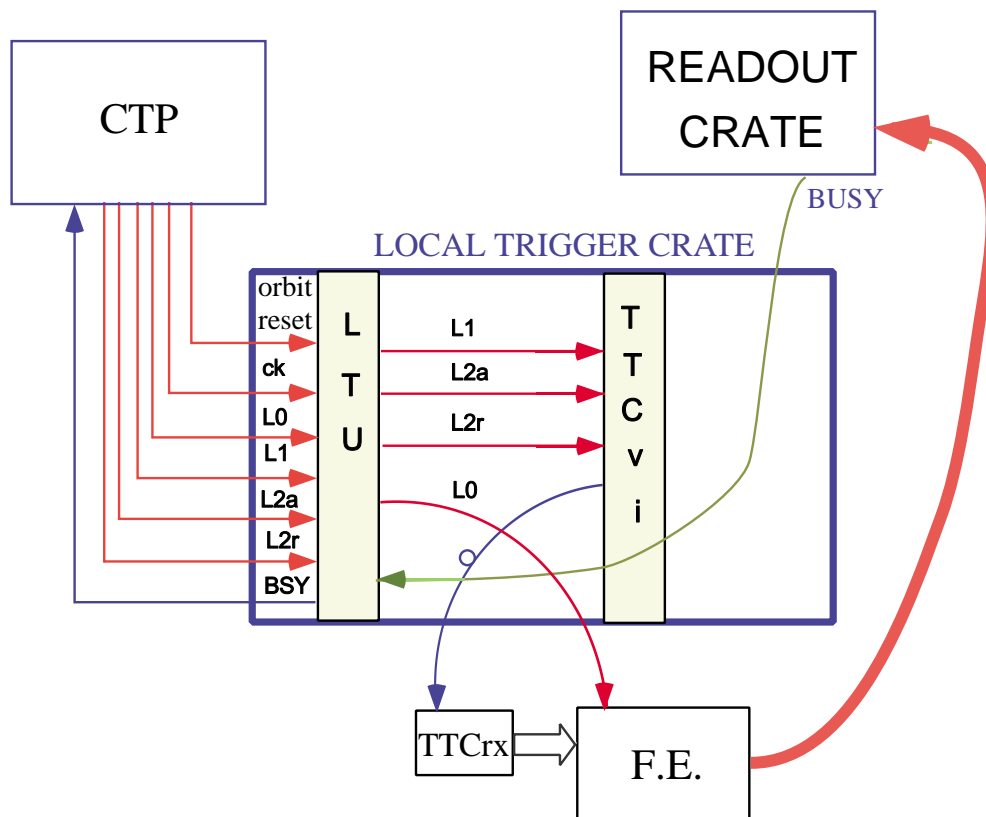 CTP
READOUT
CRATE
BUSY
LOCAL TRIGGER CRATE
orbit
reset
ck
L0
L1
L2a
L2r
BSY
L
T
U
L1
L2a
L2r
L0
T
T
C
v
i
TTCrx
F.E.